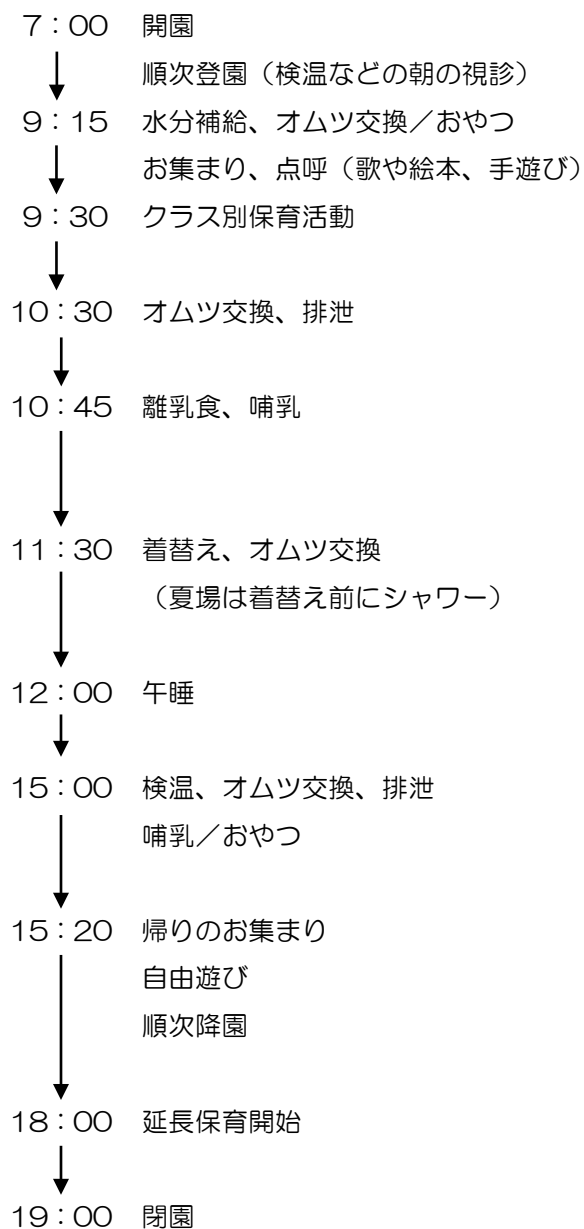 7：00 開園
順次登園（検温などの朝の視診）
9：15 水分補給、オムツ交換／おやつ
お集まり、点呼（歌や絵本、手遊び）
9：30 クラス別保育活動
10：30 オムツ交換、排泄
10：45 離乳食、哺乳
11：30 着替え、オムツ交換
（夏場は着替え前にシャワー）
12：00 午睡
15：00 検温、オムツ交換、排泄
哺乳／おやつ
15：20 帰りのお集まり
自由遊び
順次降園
18：00 延長保育開始
19：00 閉園